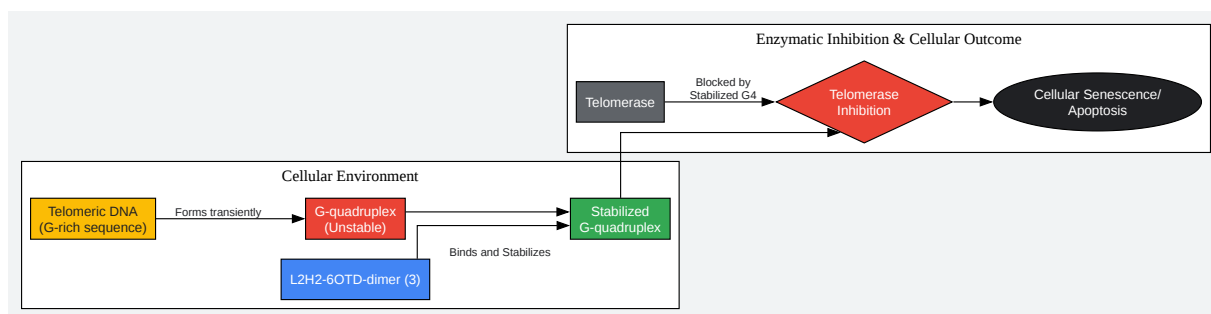 Enzymatic Inhibition & Cellular Outcome
Telomerase
Blocked by
Stabilized G4
Telomerase
Inhibition
Cellular Senescence/
Apoptosis
Cellular Environment
Telomeric DNA
(G-rich sequence)
Forms transiently
G-quadruplex
(Unstable)
Stabilized
G-quadruplex
Binds and Stabilizes
L2H2-6OTD-dimer (3)